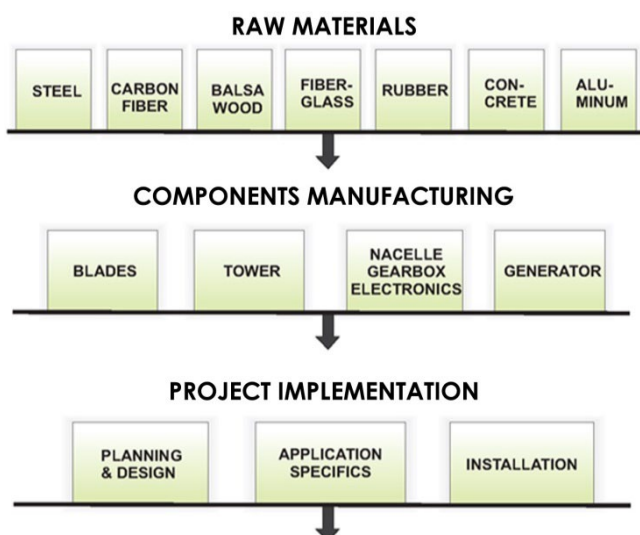 RAW MATERIALS
STEEL
CARBON
FIBER
BALSA
WOOD
FIBER-
GLASS
RUBBER
CON-
CRETE
ALU-
MINUM
COMPONENTS MANUFACTURING
BLADES
TOWER
NACELLE
GEARBOX
ELECTRONICS
GENERATOR
PROJECT IMPLEMENTATION
PLANNING
& DESIGN
APPLICATION
SPECIFICS
INSTALLATION